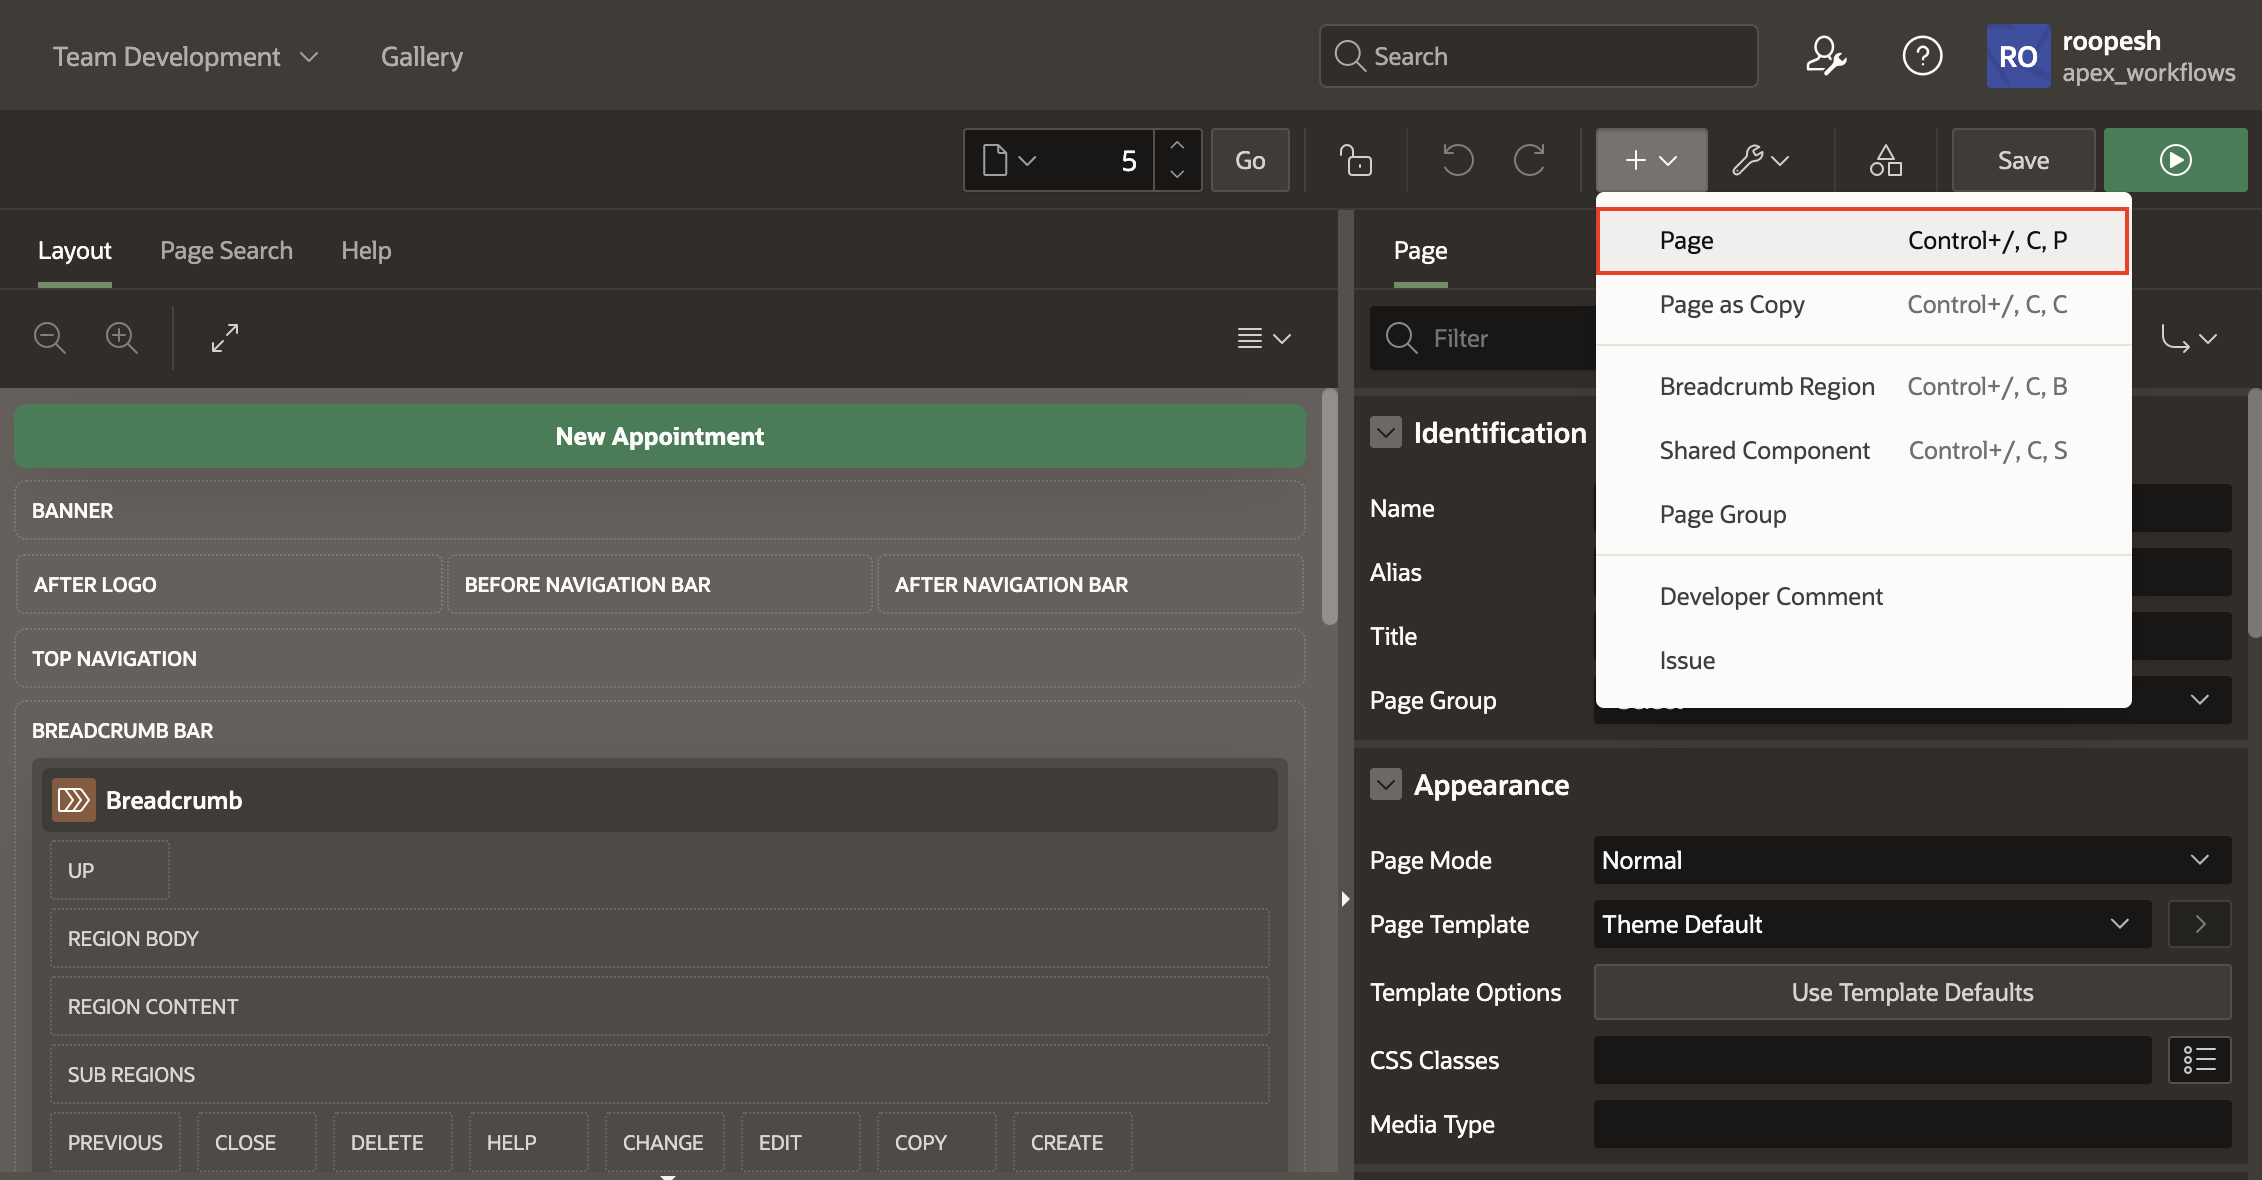 Team Development
Gallery
Search
RO
roopesh
apex_workflows
5
Go
Save
Layout
Page Search
Help
Page
Filter
Page Control+/, C, P
Page as Copy Control+/, C, C
Breadcrumb Region Control+/, C, B
Shared Component Control+/, C, S
Page Group
Developer Comment
Issue
New Appointment
BANNER
AFTER LOGO
BEFORE NAVIGATION BAR
AFTER NAVIGATION BAR
TOP NAVIGATION
BREADCRUMB BAR
Breadcrumb
UP
REGION BODY
REGION CONTENT
SUB REGIONS
PREVIOUS
CLOSE
DELETE
HELP
CHANGE
EDIT
COPY
CREATE
Identification
Name
Alias
Title
Page Group
Appearance
Page Mode Normal
Page Template Theme Default
Template Options Use Template Defaults
CSS Classes
Media Type